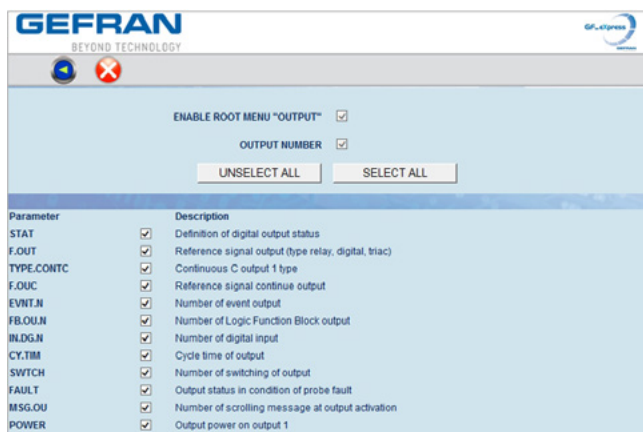 GEFRAN
BEYOND TECHNOLOGY
GF_eXpress
ENABLE ROOT MENU "OUTPUT"
OUTPUT NUMBER
UNSELECT ALL SELECT ALL
Parameter Description
STAT Definition of digital output status
F.OUT Reference signal output (type relay, digital, triac)
TYPE.CONTC Continuous C output 1 type
F.OUC Reference signal continue output
EVNT.N Number of event output
FB.OU.N Number of Logic Function Block output
IN.DG.N Number of digital input
CY.TIM Cycle time of output
SWTCH Number of switching of output
FAULT Output status in condition of probe fault
MSG.OU Number of scrolling message at output activation
POWER Output power on output 1